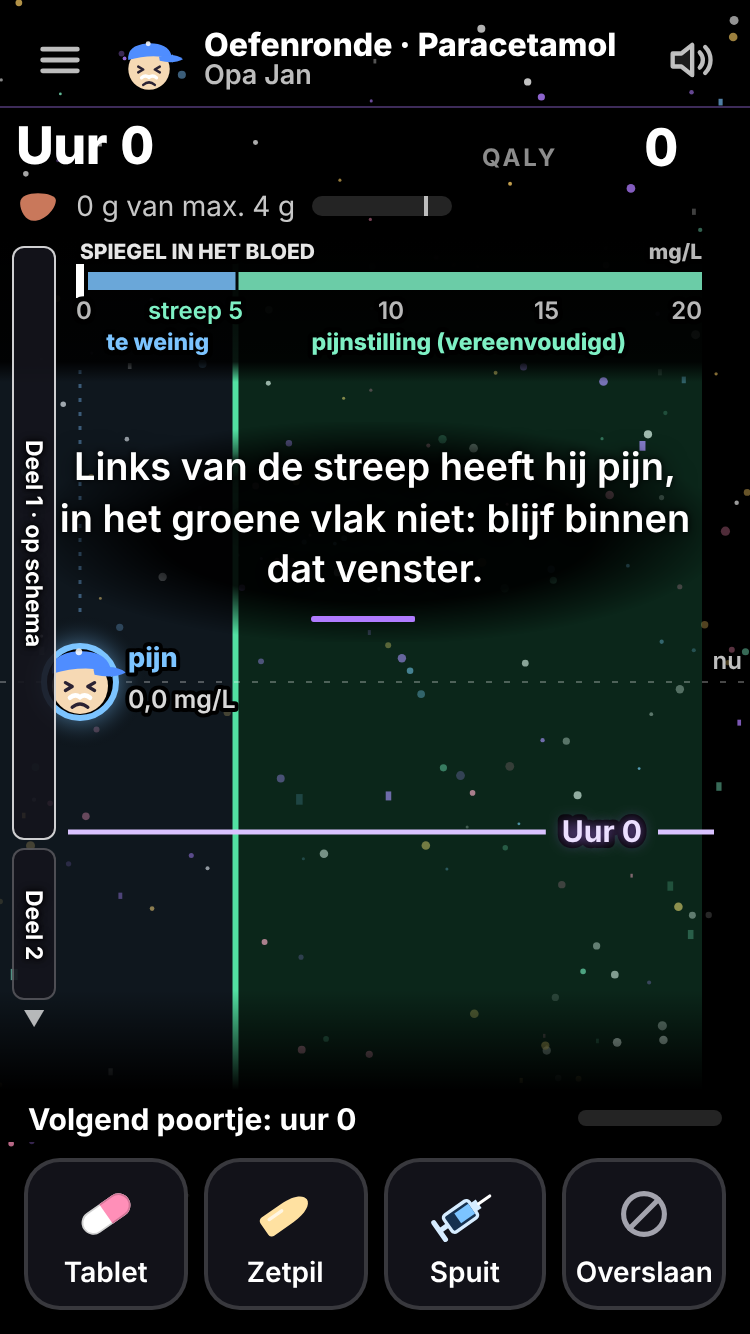 Oefenronde · Paracetamol
Opa Jan
Uur 0
QALY
0
0 g van max. 4 g
SPIEGEL IN HET BLOED
mg/L
0
streep 5
10
15
20
te weinig
pijnstilling (vereenvoudigd)
Links van de streep heeft hij pijn,
in het groene vlak niet: blijf binnen
dat venster.
Deel 1 · op schema
pijn
nu
0,0 mg/L
Uur 0
Deel 2
Volgend poortje: uur 0
Tablet
Zetpil
Spuit
Overslaan